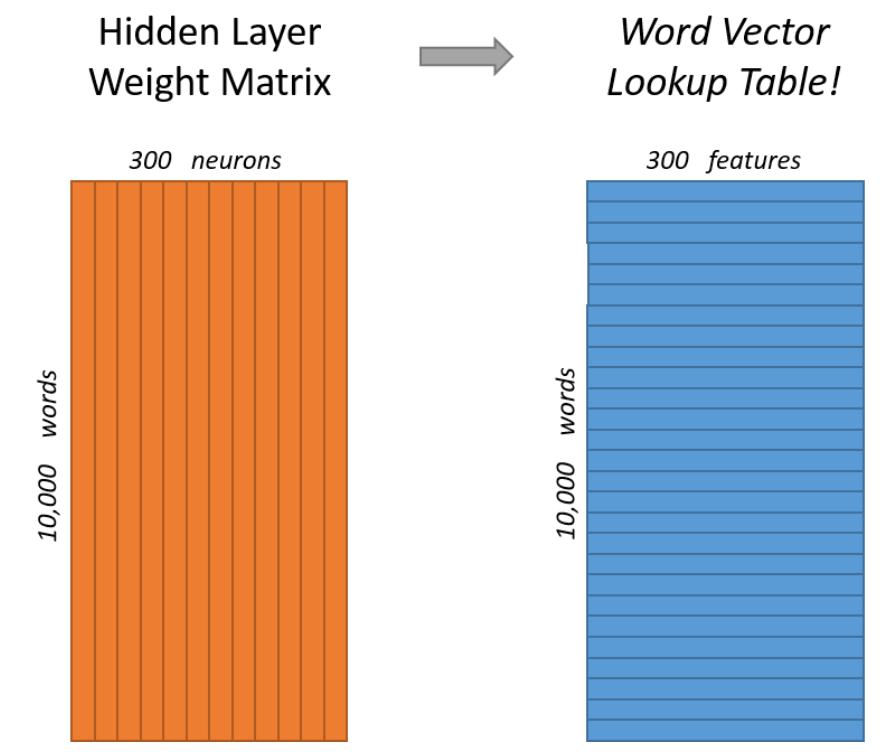 Hidden Layer
Weight Matrix
Word Vector
Lookup Table!
300 neurons
10,000 words
300 features
10,000 words